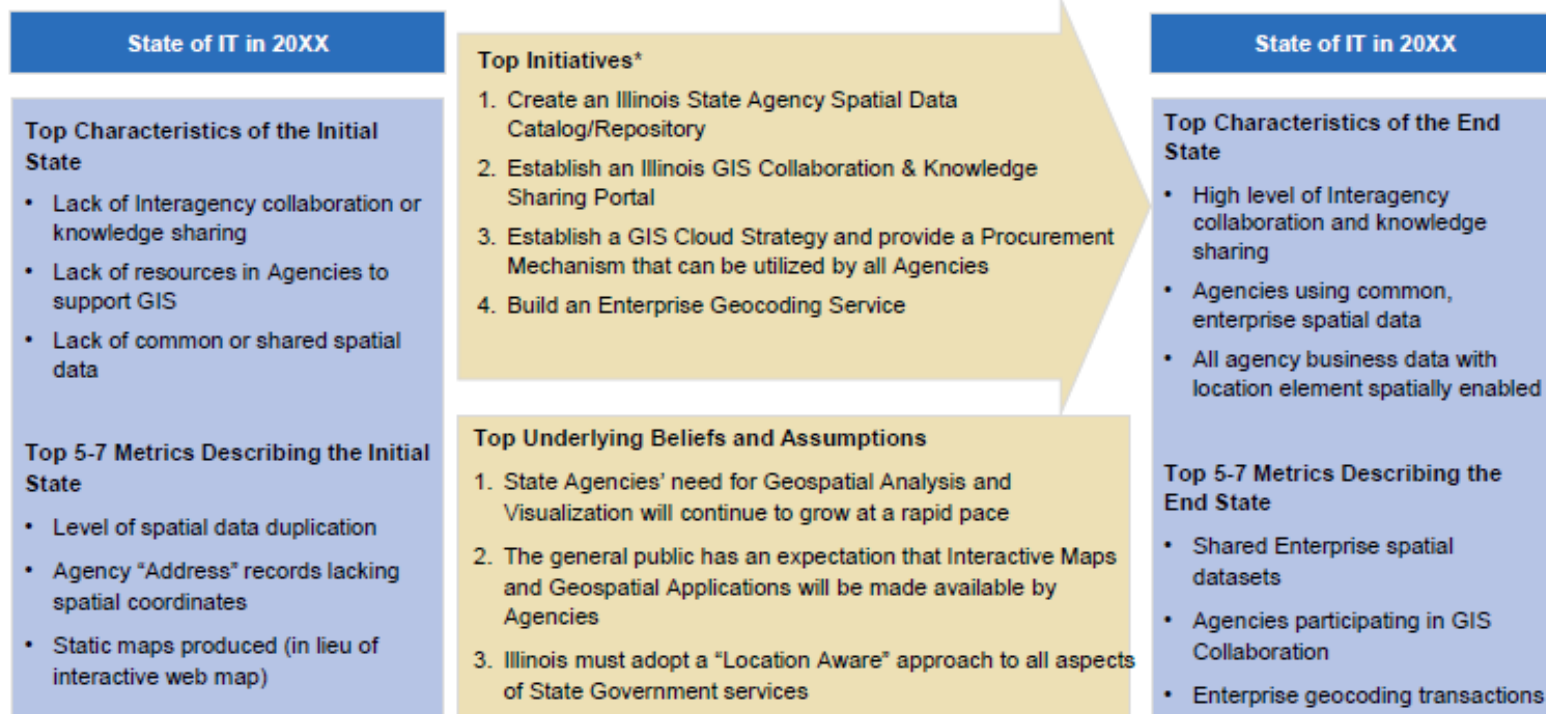 State of IT in 20XX
Top Characteristics of the Initial
State
• Lack of Interagency collaboration or
knowledge sharing
• Lack of resources in Agencies to
support GIS
• Lack of common or shared spatial
data
Top 5-7 Metrics Describing the Initial
State
• Level of spatial data duplication
• Agency “Address” records lacking
spatial coordinates
• Static maps produced (in lieu of
interactive web map)
Top Initiatives*
1. Create an Illinois State Agency Spatial Data
Catalog/Repository
2. Establish an Illinois GIS Collaboration & Knowledge
Sharing Portal
3. Establish a GIS Cloud Strategy and provide a Procurement
Mechanism that can be utilized by all Agencies
4. Build an Enterprise Geocoding Service
Top Underlying Beliefs and Assumptions
1. State Agencies’ need for Geospatial Analysis and
Visualization will continue to grow at a rapid pace
2. The general public has an expectation that Interactive Maps
and Geospatial Applications will be made available by
Agencies
3. Illinois must adopt a “Location Aware” approach to all aspects
of State Government services
State of IT in 20XX
Top Characteristics of the End
State
• High level of Interagency
collaboration and knowledge
sharing
• Agencies using common,
enterprise spatial data
• All agency business data with
location element spatially enabled
Top 5-7 Metrics Describing the
End State
• Shared Enterprise spatial
datasets
• Agencies participating in GIS
Collaboration
• Enterprise geocoding transactions